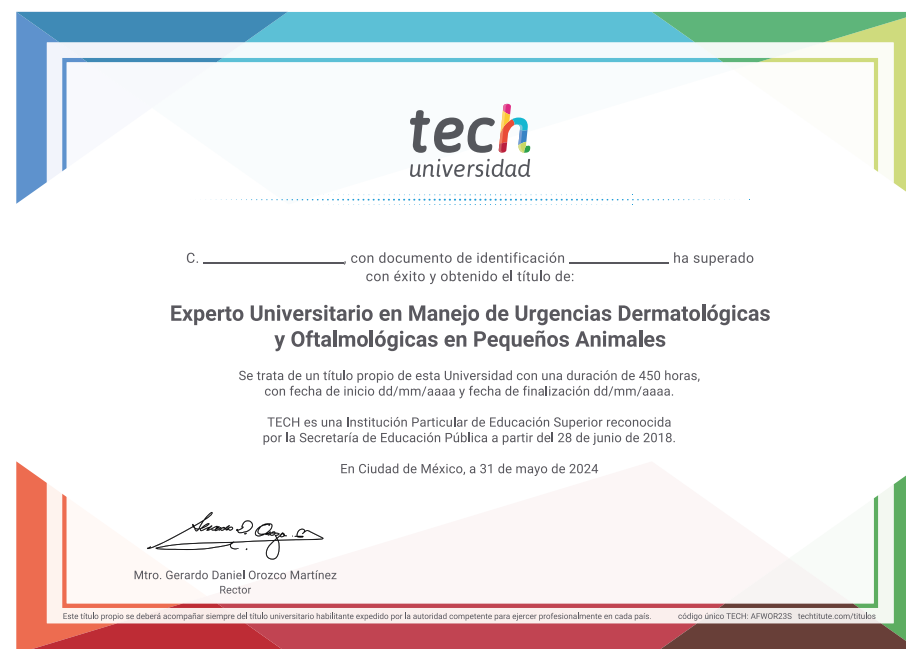 tech
universidad
C. ____________________, con documento de identificación ______________ ha superado
con éxito y obtenido el título de:
Experto Universitario en Manejo de Urgencias Dermatológicas
y Oftalmológicas en Pequeños Animales
Se trata de un título propio de esta Universidad con una duración de 450 horas,
con fecha de inicio dd/mm/aaaa y fecha de finalización dd/mm/aaaa.
TECH es una Institución Particular de Educación Superior reconocida
por la Secretaría de Educación Pública a partir del 28 de junio de 2018.
En Ciudad de México, a 31 de mayo de 2024
Mtro. Gerardo Daniel Orozco Martínez
Rector
Este título propio se deberá acompañar siempre del título universitario habilitante expedido por la autoridad competente para ejercer profesionalmente en cada país. código único TECH: AFWOR23S techtitute.com/titulos